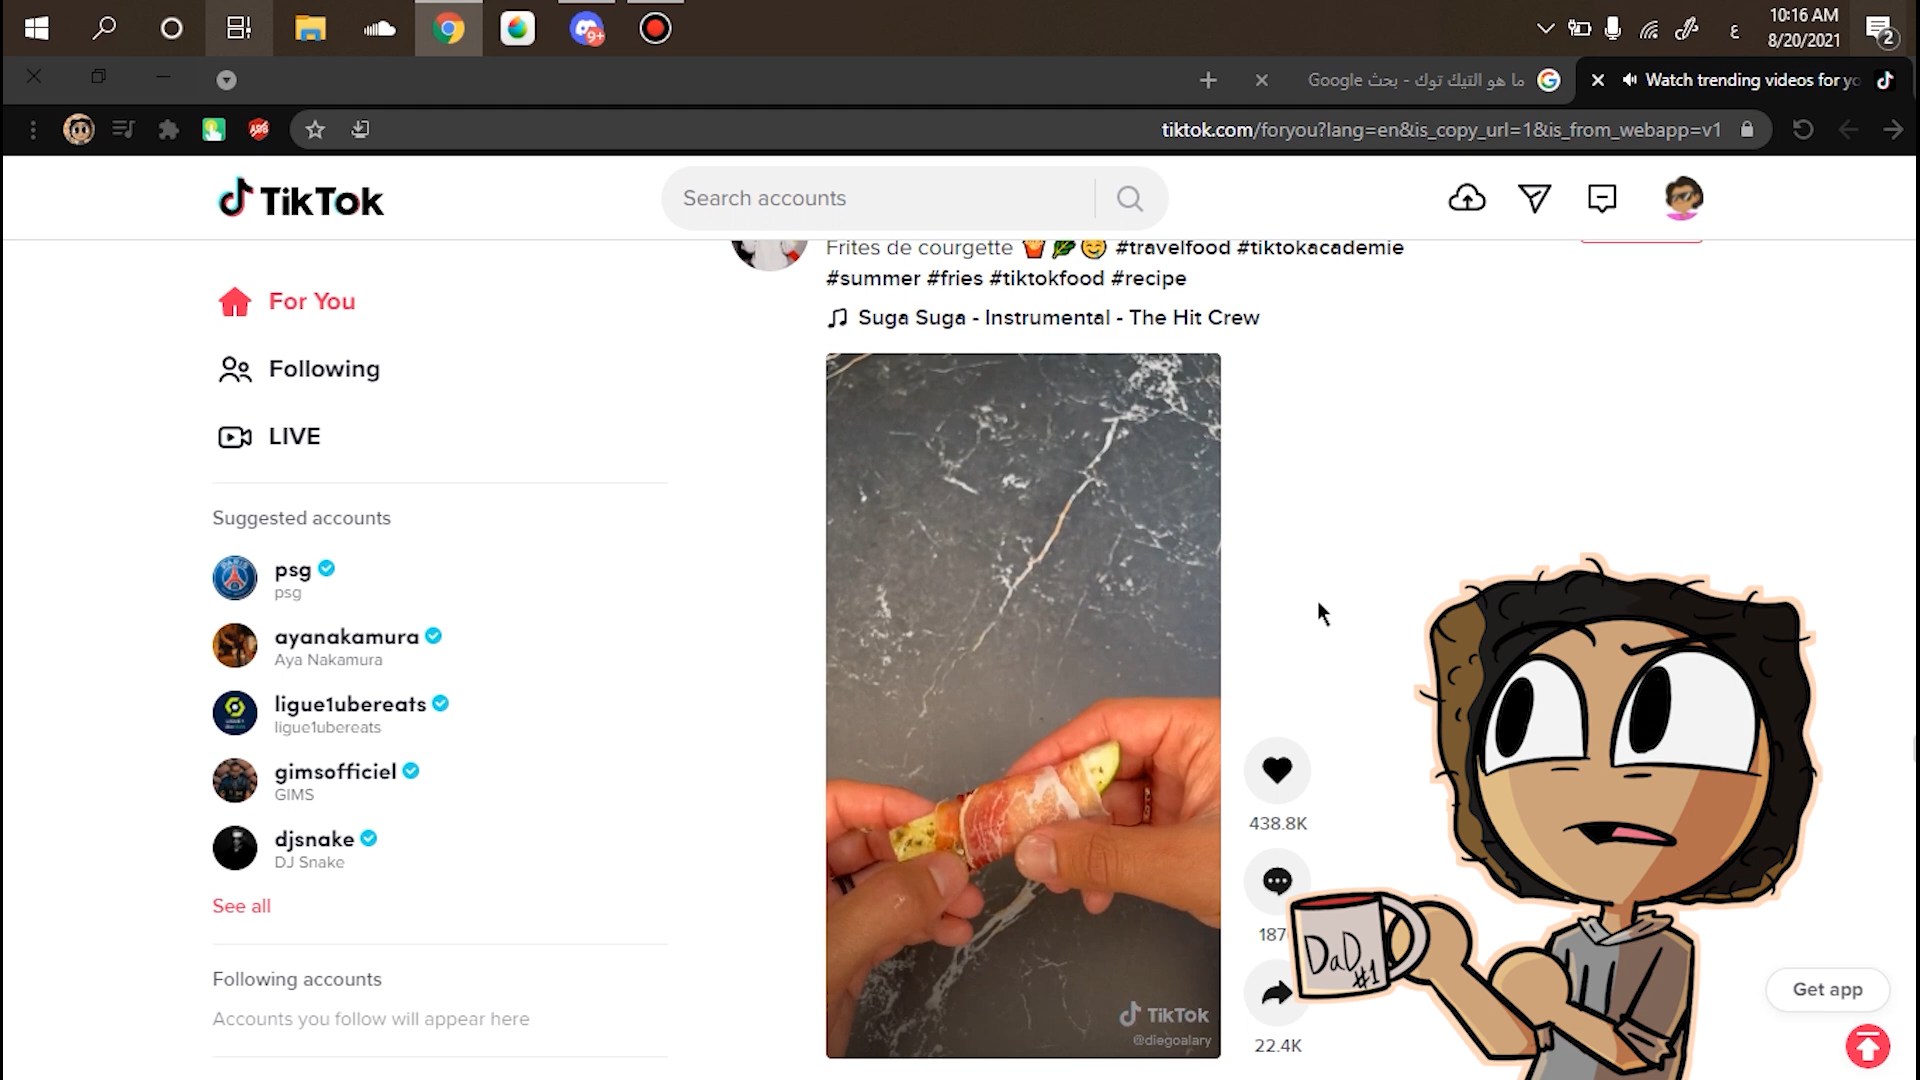 9+
ع
10:16 AM
8/20/2021
2
ما هو التيك توك - بحث Google
Watch trending videos for yo
ABP
tiktok.com/foryou?lang=en&is_copy_url=1&is_from_webapp=v1
TikTok
Search accounts
Frites de courgette #travelfood #tiktokacademie
#summer #fries #tiktokfood #recipe
Suga Suga - Instrumental - The Hit Crew
For You
Following
LIVE
Suggested accounts
psg
psg
ayanakamura
Aya Nakamura
ligue1ubereats
ligue1ubereats
gimsofficiel
GIMS
djsnake
DJ Snake
See all
Following accounts
Accounts you follow will appear here
438.8K
187
22.4K
TikTok
@diegoalary
DaD
#1
Get app